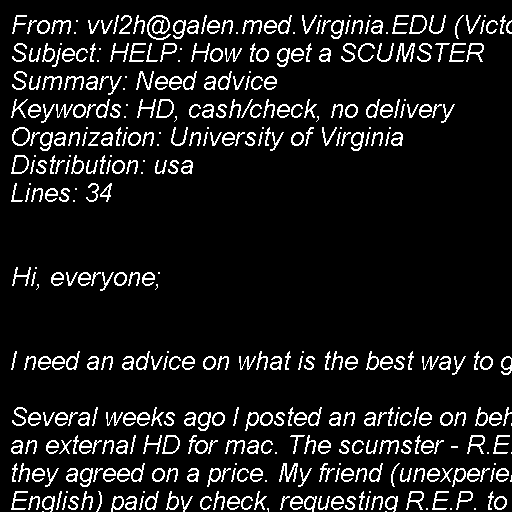 From: vvl2h@galen.med.Virginia.EDU (Victo
Subject: HELP: How to get a SCUMSTER
Summary: Need advice
Keywords: HD, cash/check, no delivery
Organization: University of Virginia
Distribution: usa
Lines: 34
Hi, everyone;
I need an advice on what is the best way to g
Several weeks ago I posted an article on beh
an external HD for mac. The scumster - R.E.
they agreed on a price. My friend (unexperie
English) paid by check, requesting R.E.P. to